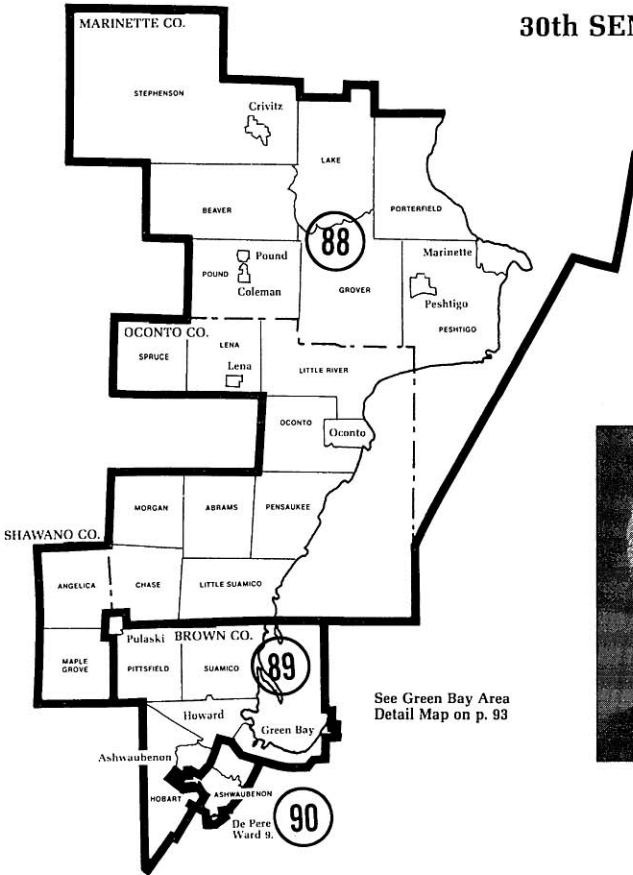 30th SEN
MARINETTE CO.
STEPHENSON
Crivitz
LAKE
BEAVER
PORTERFIELD
88
Pound
POUND
Coleman
GROVER
Marinette
Peshtigo
PESHTIGO
OCONTO CO.
SPRUCE
LENA
Lena
LITTLE RIVER
OCONTO
Oconto
MORGAN
ABRAMS
PENSAUKEE
SHAWANO CO.
ANGELICA
CHASE
LITTLE SUAMICO
Pulaski
BROWN CO.
MAPLE
GROVE
PITTSFIELD
SUAMICO
89
See Green Bay Area
Detail Map on p. 93
Howard
Green Bay
Ashwaubenon
HOBART
ASHWAUBENON
De Pere
Ward 9.
90